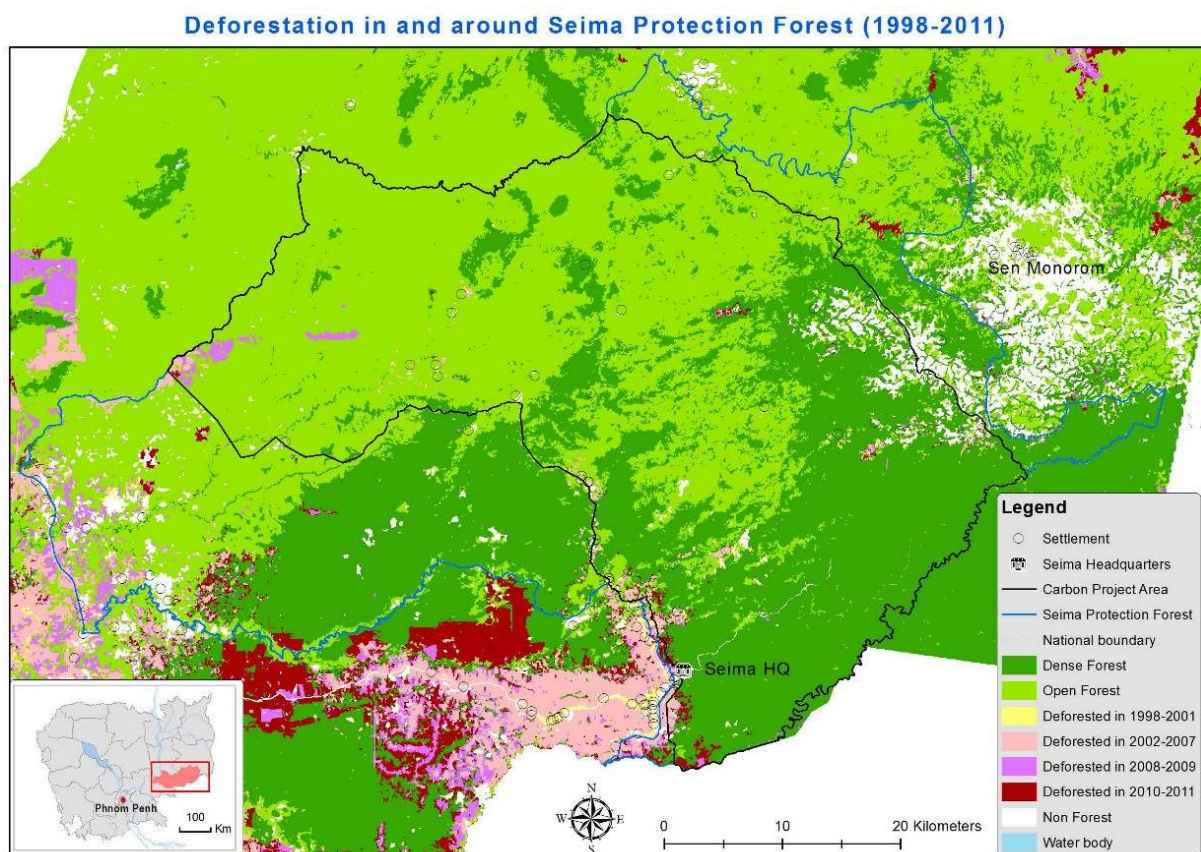 Deforestation in and around Seima Protection Forest (1998-2011)
Sen Monorom
Seima HQ
Legend
Settlement
Seima Headquarters
Carbon Project Area
Seima Protection Forest
National boundary
Dense Forest
Open Forest
Deforested in 1998-2001
Deforested in 2002-2007
Deforested in 2008-2009
Deforested in 2010-2011
Non Forest
Water body
Phnom Penh
100
Km
N
W E
S
0 10 20 Kilometers